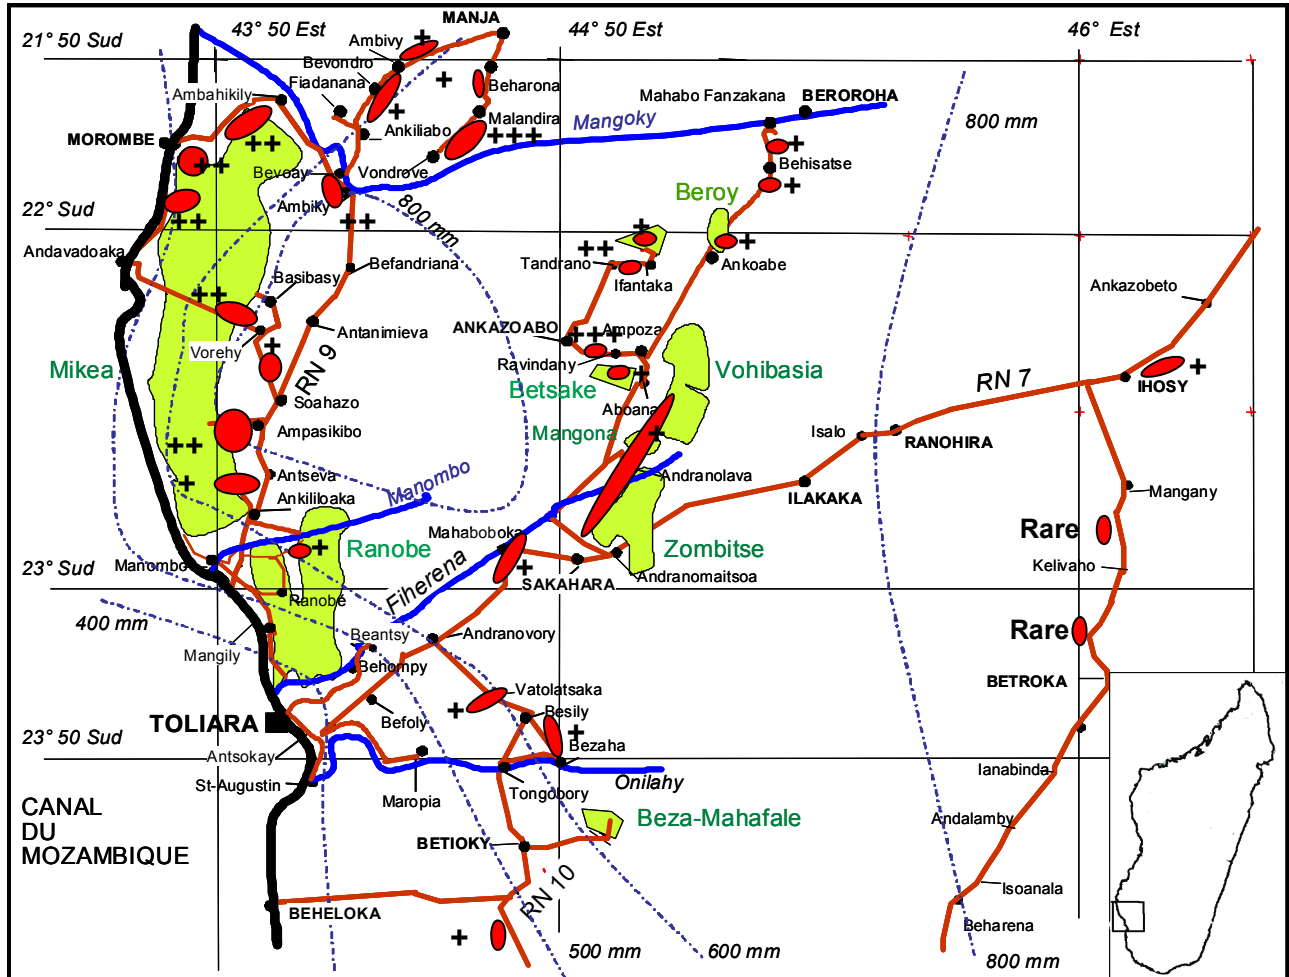 43° 50 Est
44° 50 Est
46° Est
21° 50 Sud
MANJA
Ambivy
Bevondro
Fiadanana
Beharona
Ambahikily
Mahabo Fanzakana
BEROROHA
Malandira
+++
Mangoky
800 mm
MOROMBE
Ankiliabo
++
++
Bevoay
Vondrove
Behisatse
Beroy
22° Sud
Ambiky
800 mm
++
++
Andavadoaka
Befandriana
++
Tandrano
Ifantaka
Ankoabe
Basibasy
Ankazobeto
++
ANKAZOABO
+++
Ampoza
Antanimieva
Vorehy
Ravindany
RN 9
Mikea
Betsake
Vohibasia
RN 7
IHOSY
Aboana
Soahazo
Mangona
Isalo
RANOHIRA
Ampasikibo
++
Antseva
Manombo
Andranolava
ILAKAKA
Mangany
Ankililoaka
Mahaboboka
Rare
Ranobe
Zombitse
Manombo
23° Sud
Fiherena
SAKAHARA
Andranomaitsoa
Kelivaho
Ranobé
400 mm
Beantsy
Andranovory
Rare
Mangily
Behompy
BETROKA
Vatolatsaka
TOLIARA
Besily
Befoly
23° 50 Sud
Antsokay
Bezaha
St-Augustin
Onilahy
Ianabinda
Maropia
Tongobory
CANAL
DU
MOZAMBIQUE
Beza-Mahafale
Andalamby
BETIOKY
RN 10
Isoanala
BEHELOKA
Beharena
500 mm
600 mm
800 mm